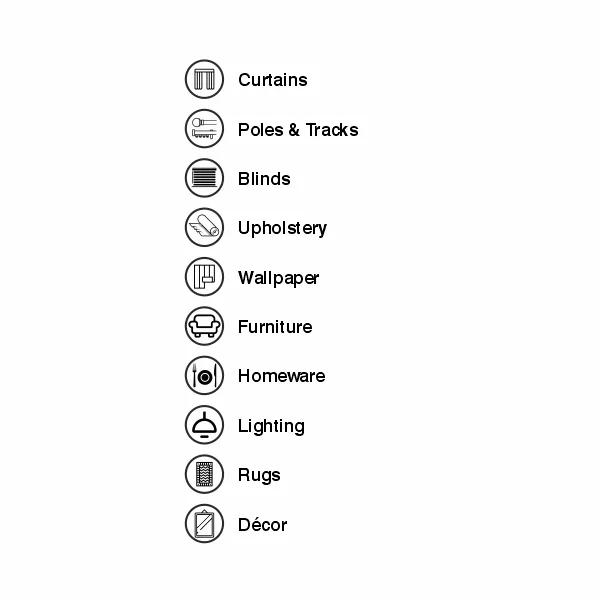 Curtains
Poles & Tracks
Blinds
Upholstery
Wallpaper
Furniture
Homeware
Lighting
Rugs
Décor